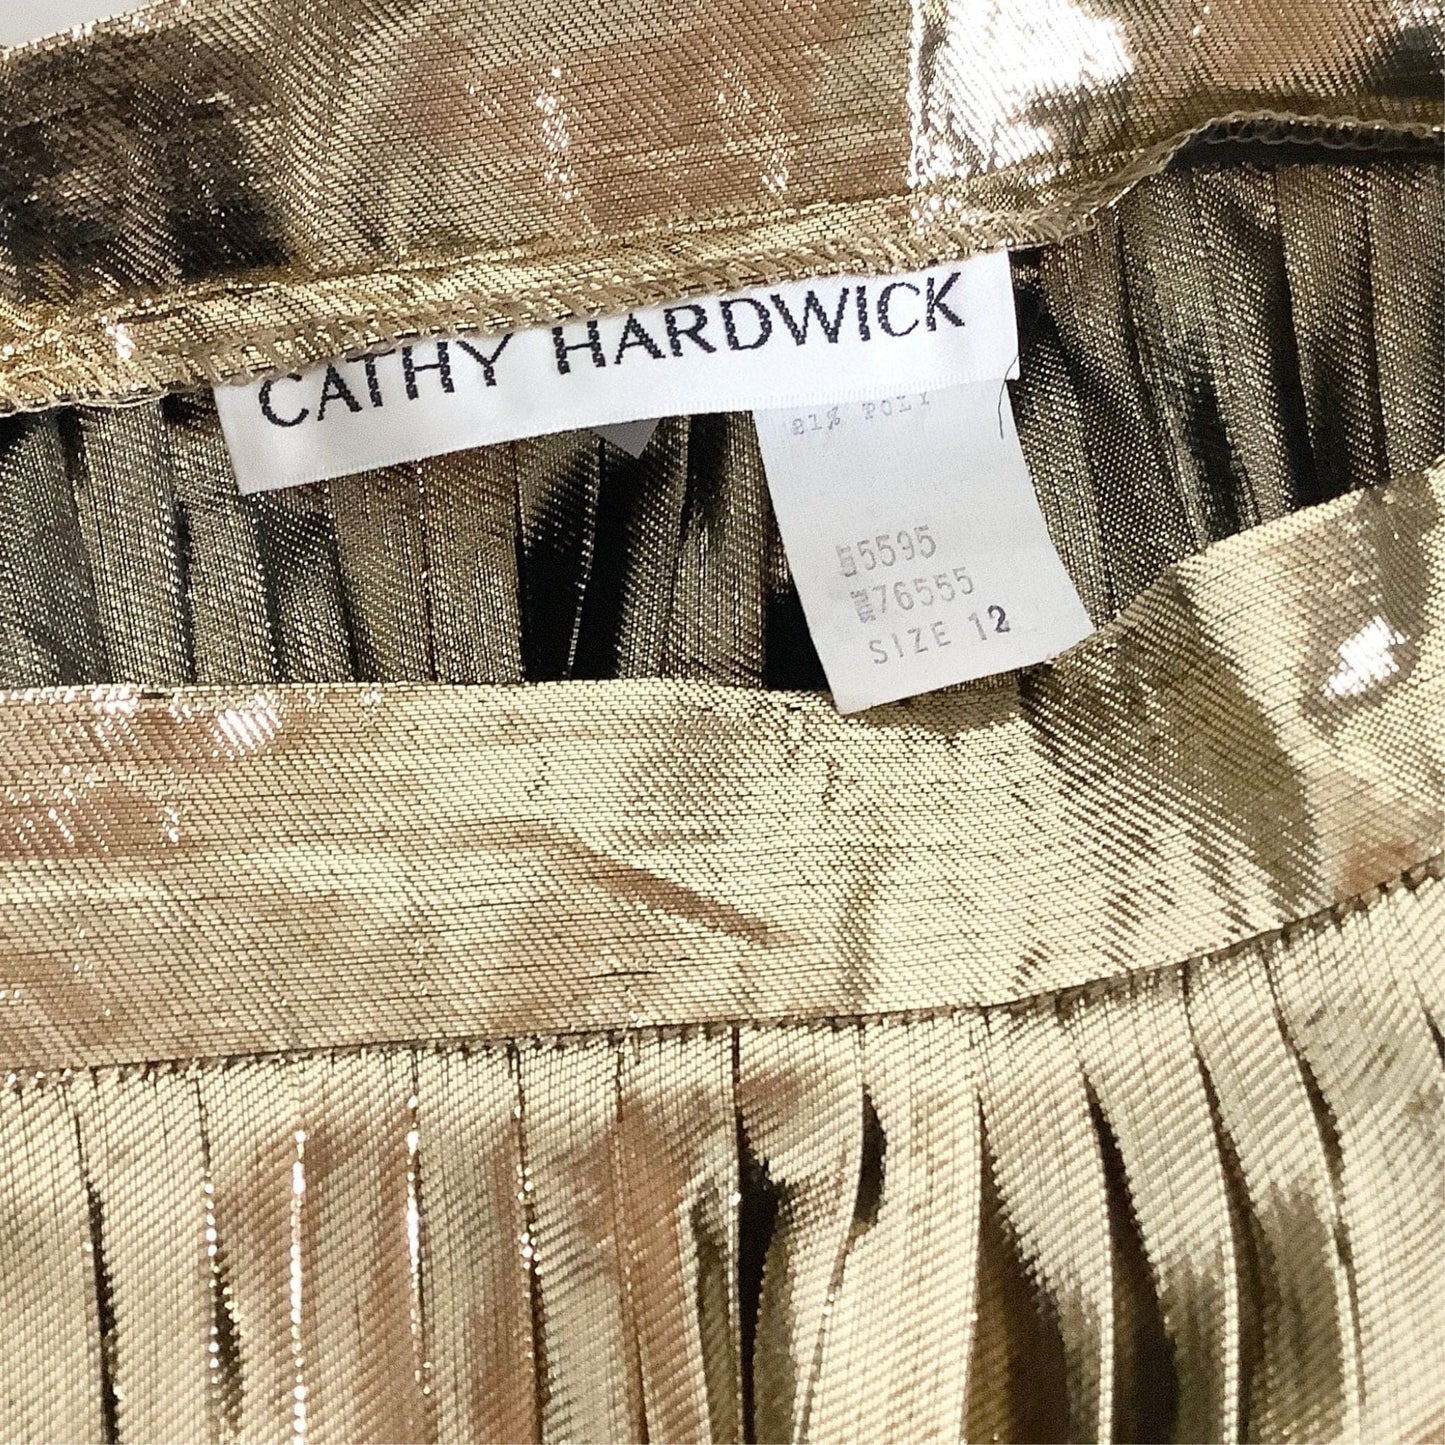 CATHY HARDWICK
81% POLY
5595
76555
SIZE 12